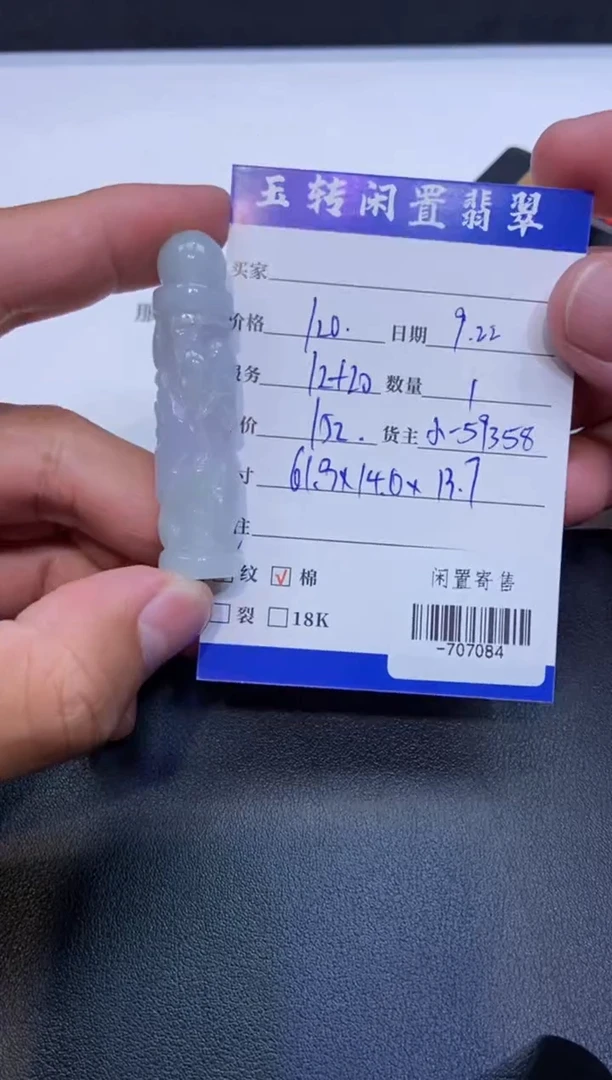 玉转闲置翡翠
买家
价格 120. 日期 9.22
服务 12+20 数量 1
价 152. 货主 小-59358
寸 61.9x14.0x13.7
注
纹 ☑棉 闲置寄售
□裂 □18K
-707084